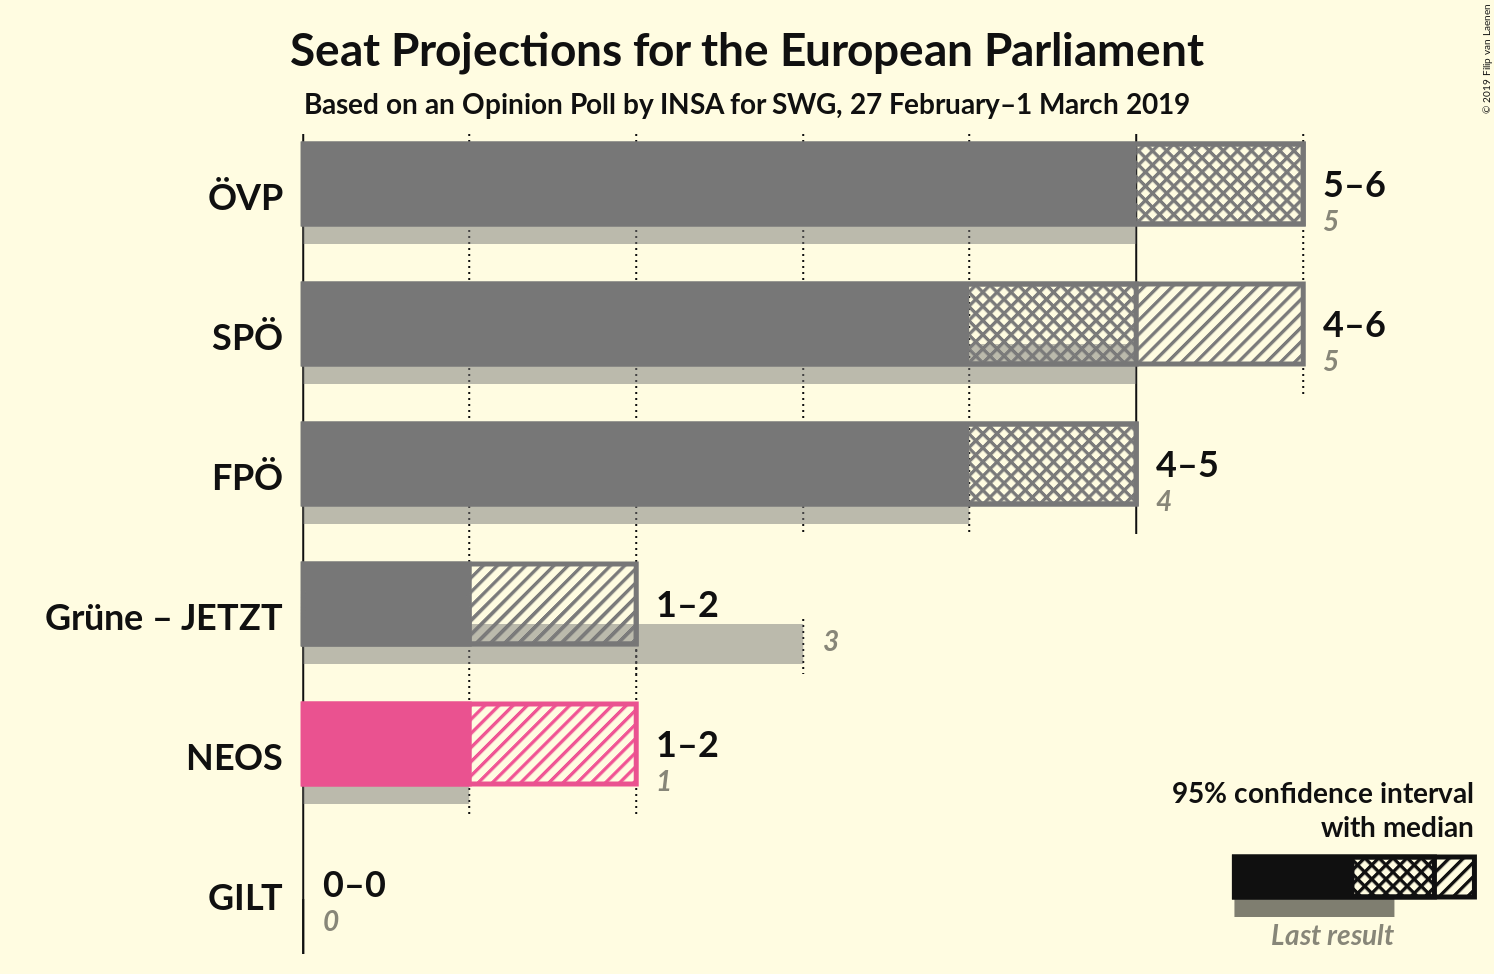 Seat Projections for the European Parliament
Based on an Opinion Poll by INSA for SWG, 27 February–1 March 2019
© 2019 Filip van Laenen
ÖVP
5–6
5
SPÖ
4–6
5
FPÖ
4–5
4
Grüne – JETZT
1–2
3
NEOS
1–2
1
GILT
0–0
0
95% confidence interval
with median
Last result